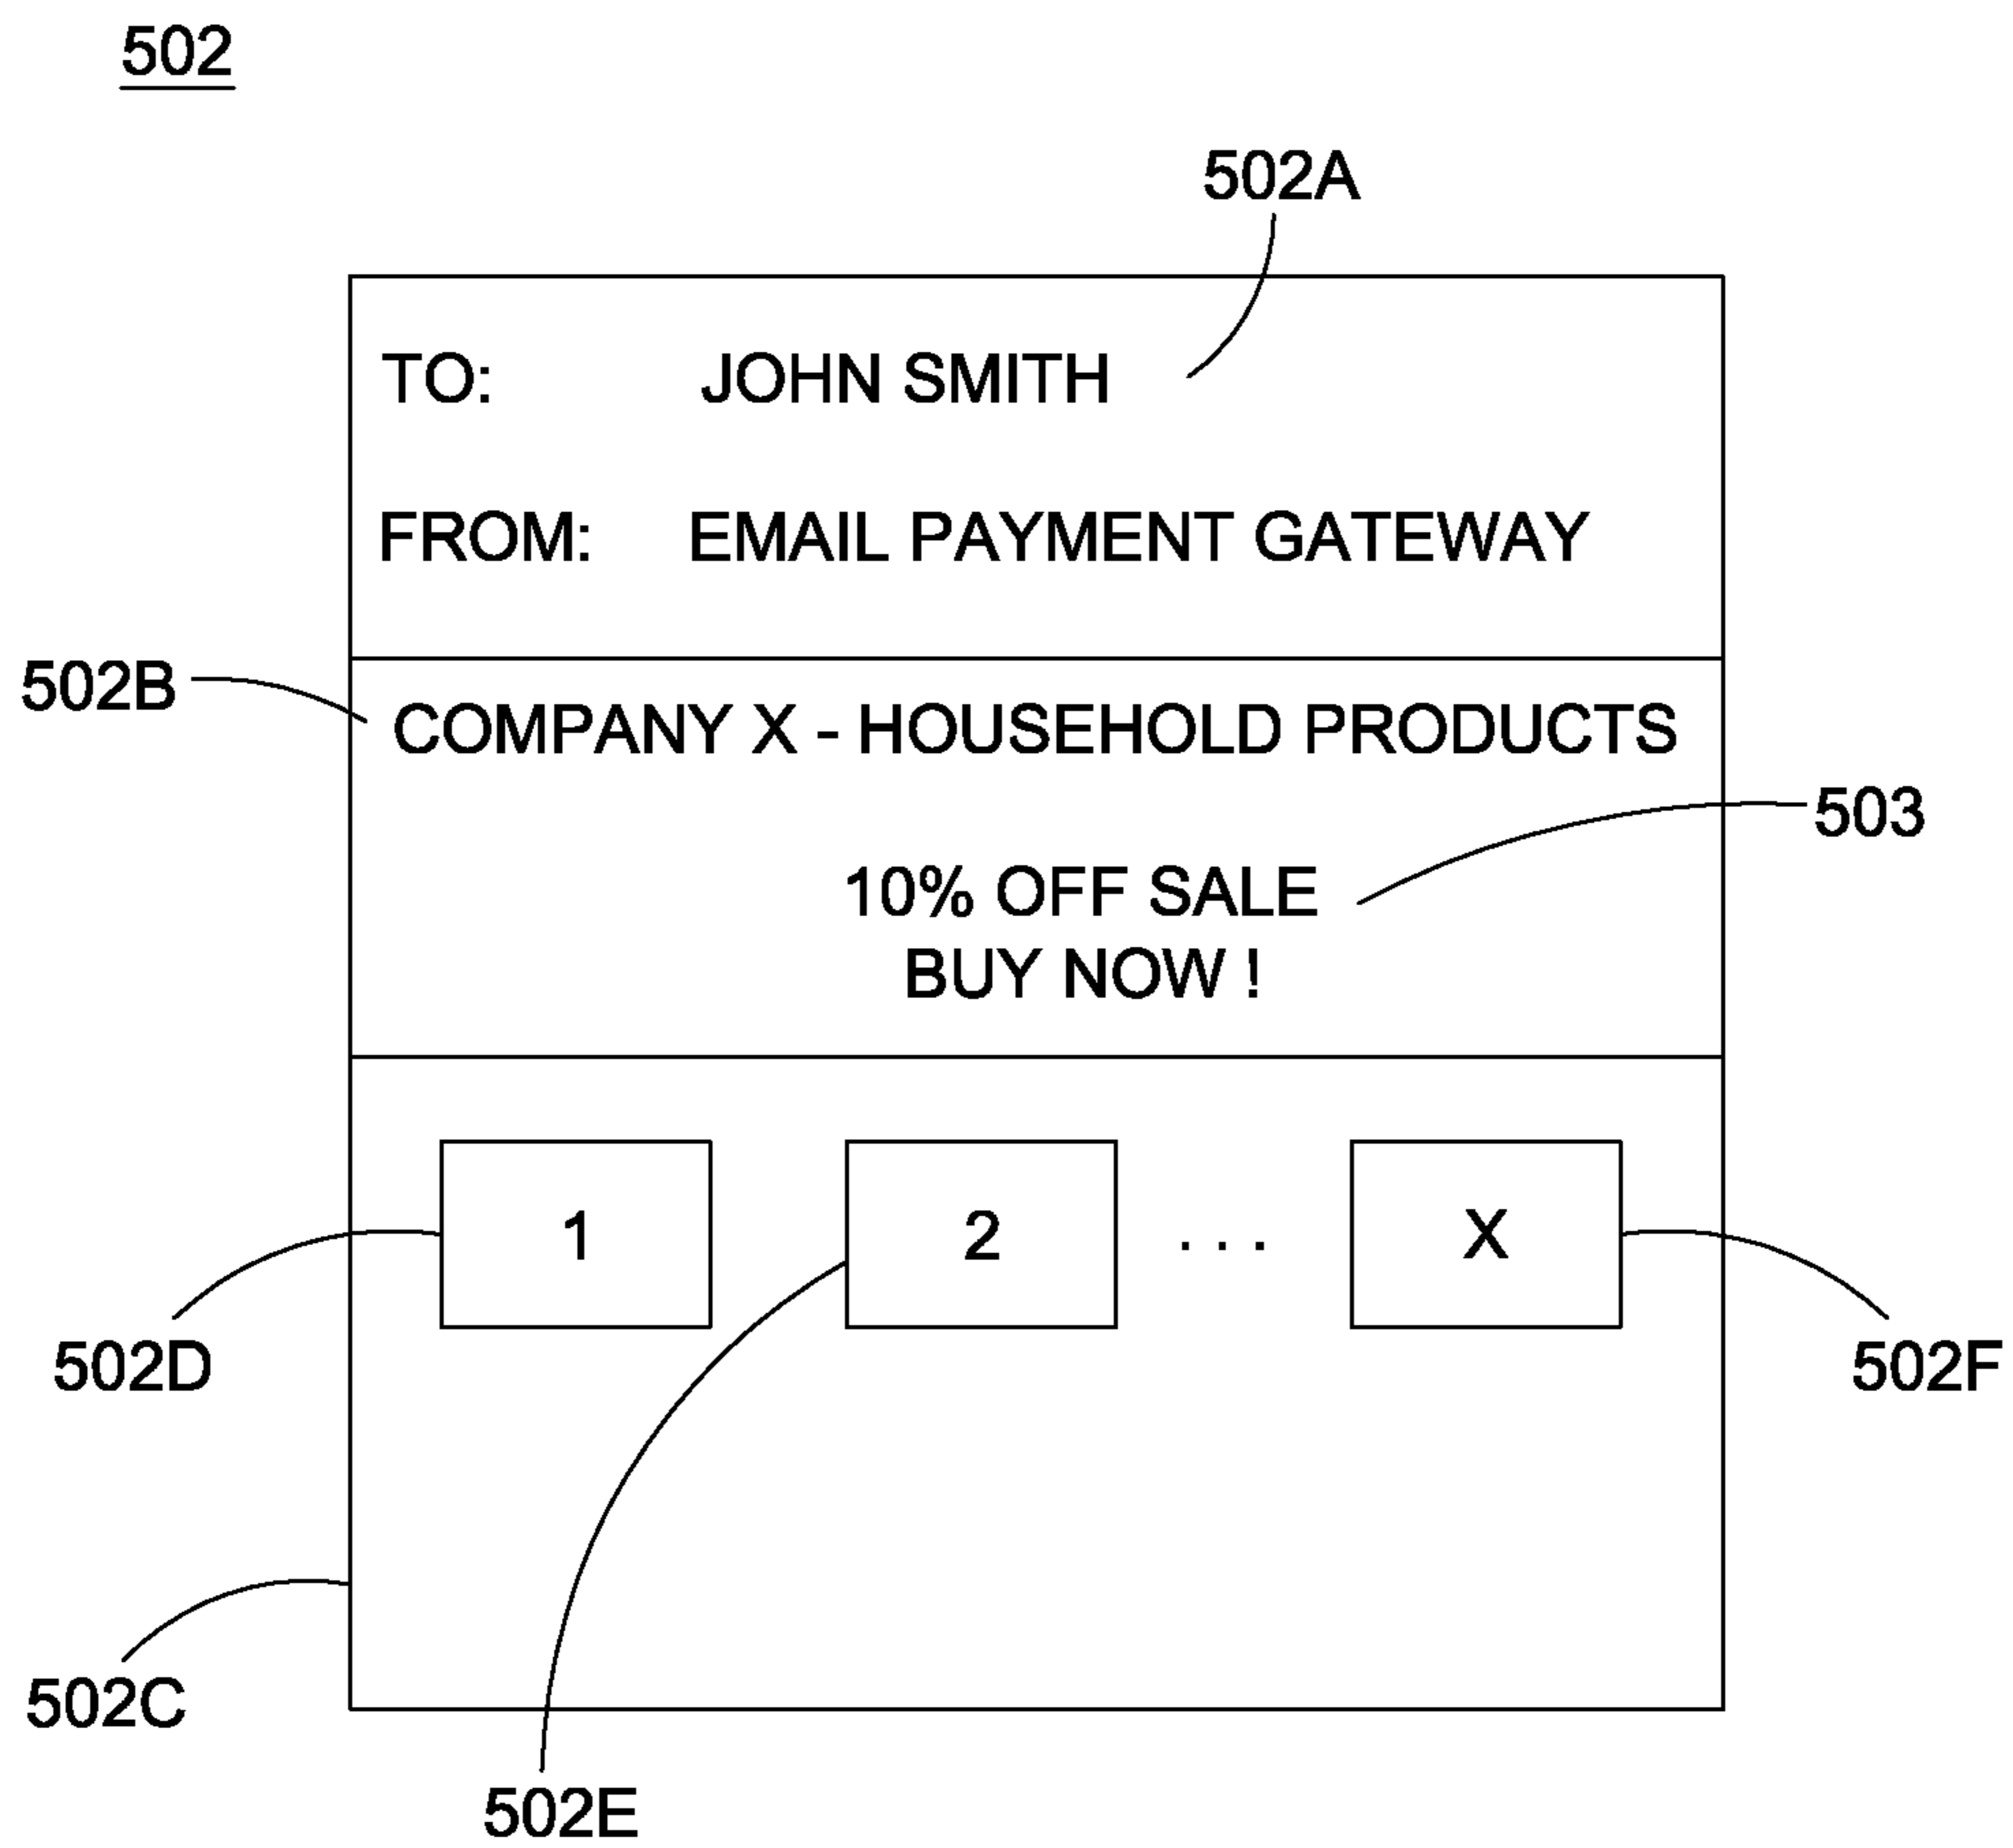 502
502A
TO: JOHN SMITH
FROM: EMAIL PAYMENT GATEWAY
502B
COMPANY X - HOUSEHOLD PRODUCTS
503
10% OFF SALE
BUY NOW !
1 2 . . . X
502D
502F
502C
502E